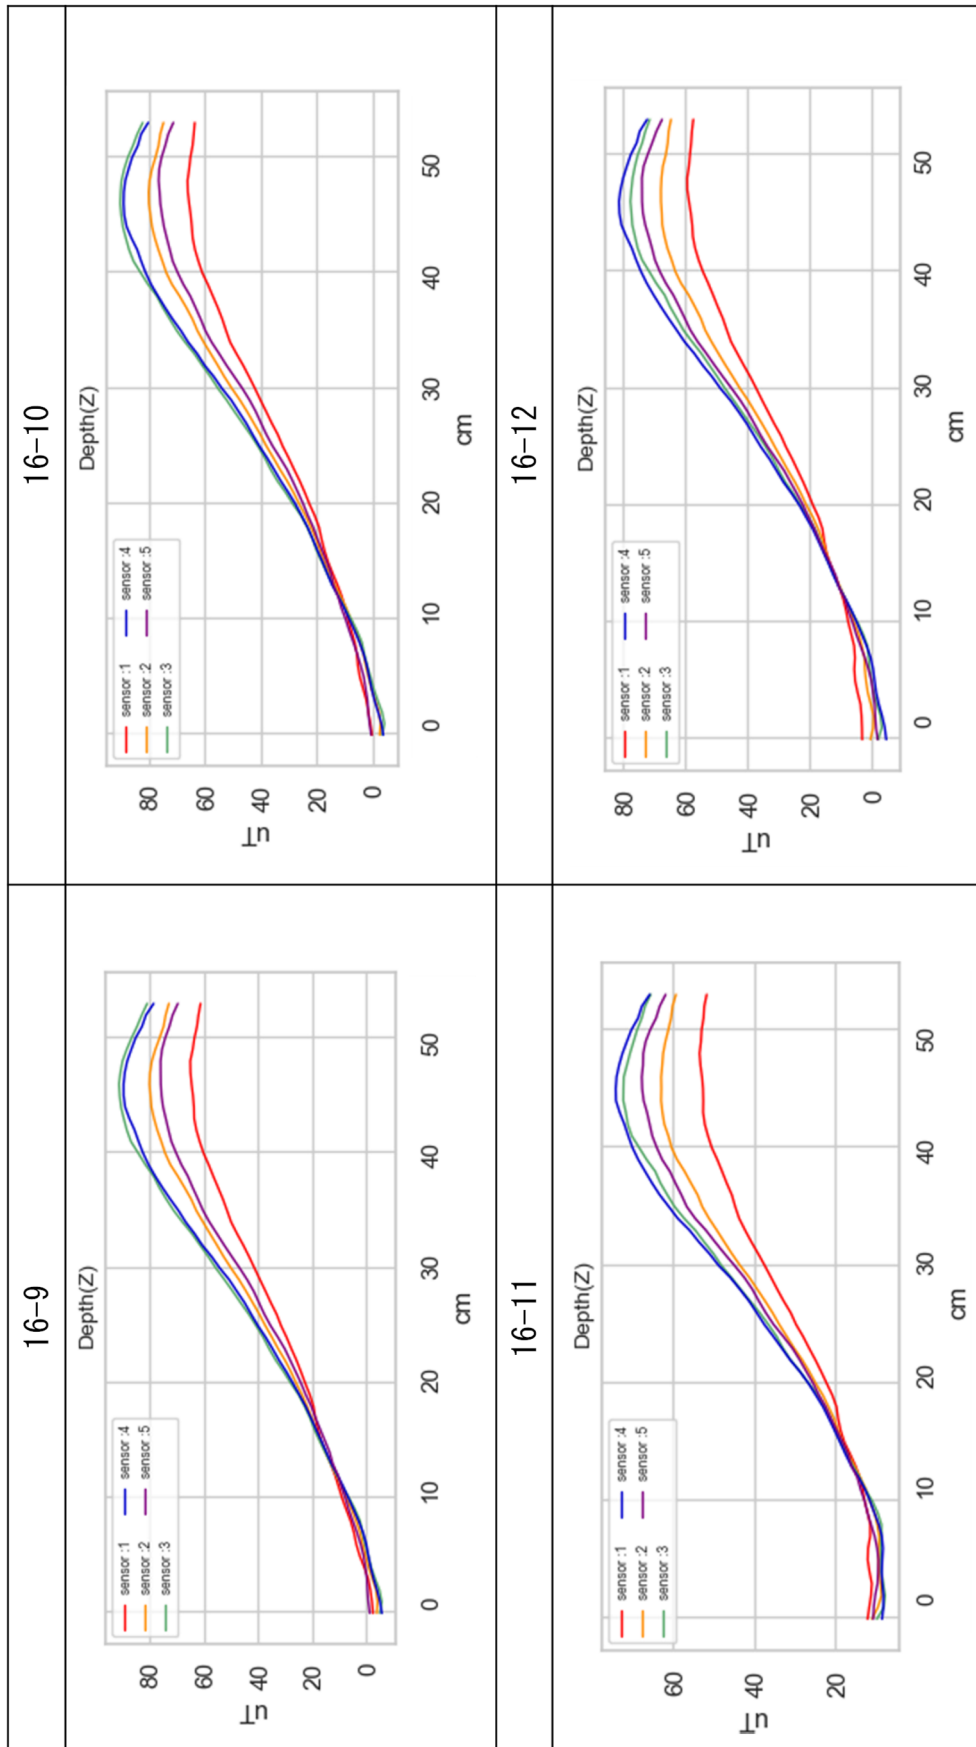 16-9
Depth(Z)
sensor :1
sensor :2
sensor :3
sensor :4
sensor :5
80
60
40
20
0
uT
0
10
20
30
40
50
cm
16-10
Depth(Z)
sensor :1
sensor :2
sensor :3
sensor :4
sensor :5
80
60
40
20
0
uT
0
10
20
30
40
50
cm
16-11
Depth(Z)
sensor :1
sensor :2
sensor :3
sensor :4
sensor :5
60
40
20
uT
0
10
20
30
40
50
cm
16-12
Depth(Z)
sensor :1
sensor :2
sensor :3
sensor :4
sensor :5
80
60
40
20
0
uT
0
10
20
30
40
50
cm